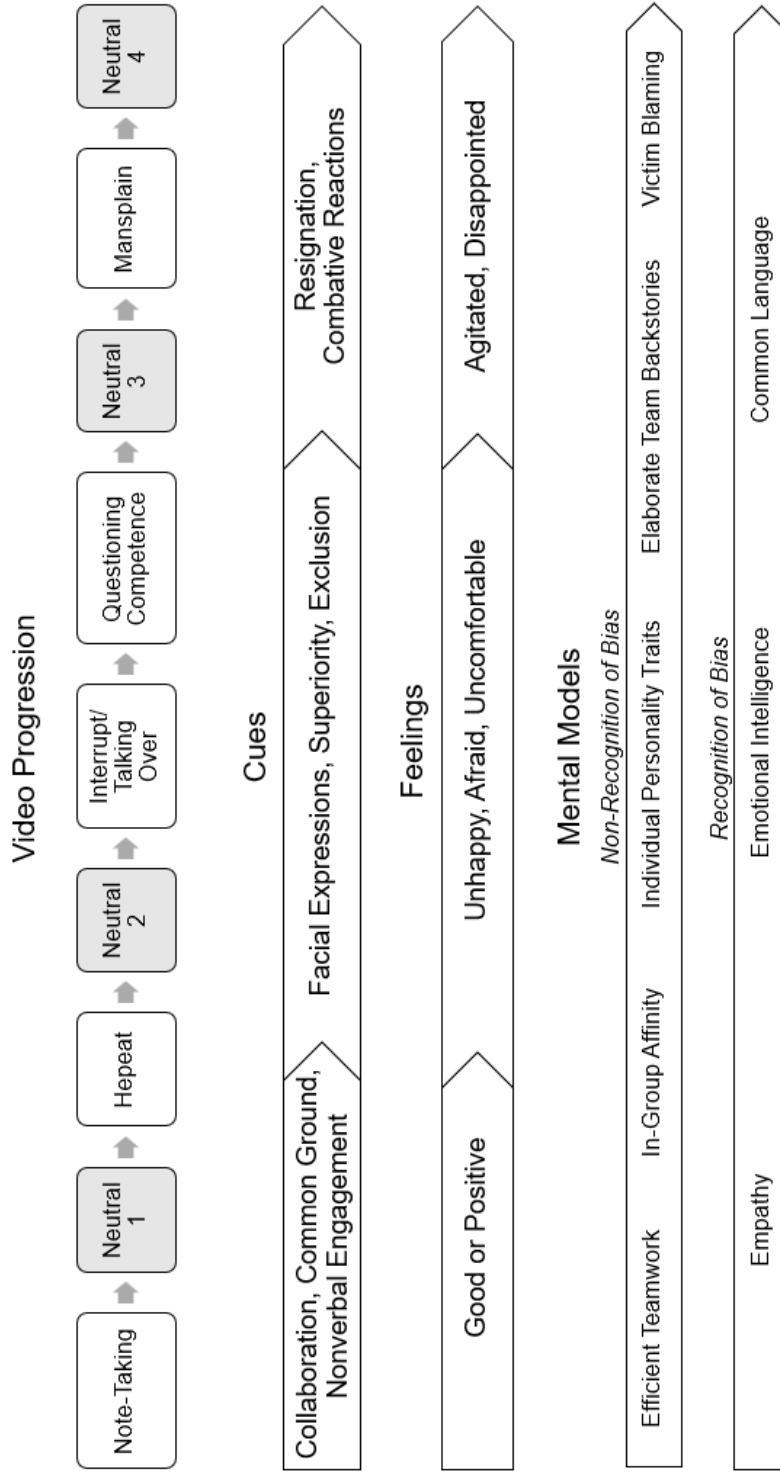 Video Progression
Note-Taking
Neutral
1
Hepeat
Neutral
2
Interrupt/
Talking
Over
Questioning
Competence
Neutral
3
Mansplain
Neutral
4
Cues
Collaboration, Common Ground,
Nonverbal Engagement
Facial Expressions, Superiority, Exclusion
Resignation,
Combative Reactions
Feelings
Good or Positive
Unhappy, Afraid, Uncomfortable
Agitated, Disappointed
Mental Models
Non-Recognition of Bias
Efficient Teamwork
In-Group Affinity
Individual Personality Traits
Elaborate Team Backstories
Victim Blaming
Recognition of Bias
Empathy
Emotional Intelligence
Common Language